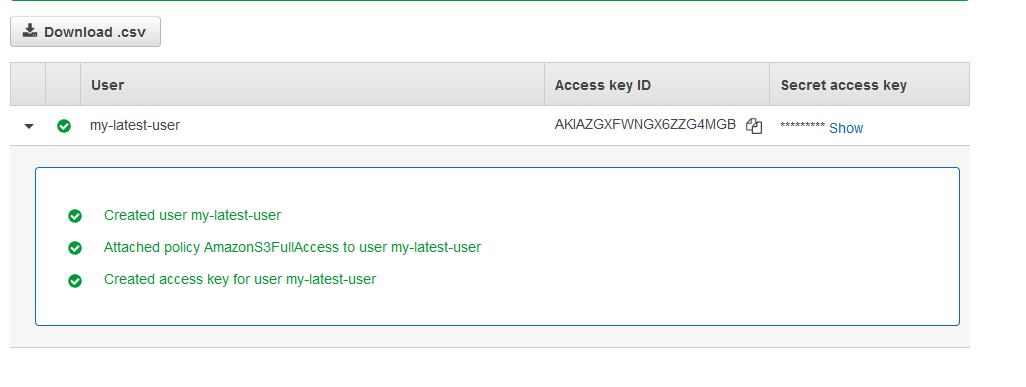 Download .csv
User Access key ID Secret access key
my-latest-user AKIAZGXFWNGX6ZZG4MGB ********* Show
Created user my-latest-user
Attached policy AmazonS3FullAccess to user my-latest-user
Created access key for user my-latest-user